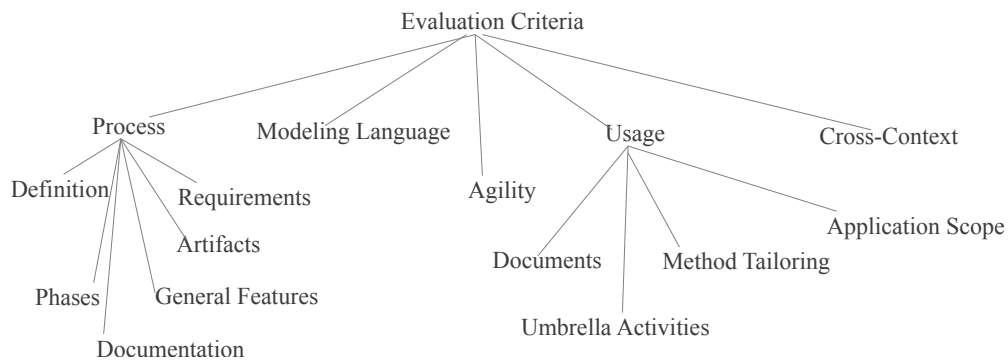 Evaluation Criteria
Process
Modeling Language
Usage
Cross-Context
Definition
Requirements
Agility
Artifacts
Application Scope
Documents
Method Tailoring
Phases
General Features
Umbrella Activities
Documentation